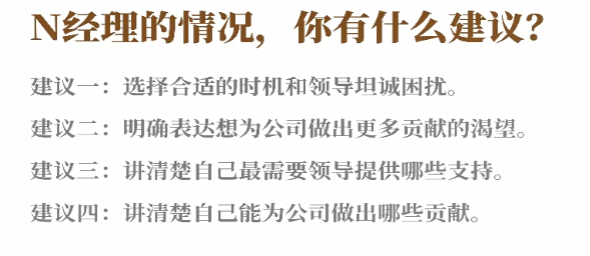 N经理的情况，你有什么建议？
建议一：选择合适的时机和领导坦诚困扰。
建议二：明确表达想为公司做出更多贡献的渴望。
建议三：讲清楚自己最需要领导提供哪些支持。
建议四：讲清楚自己能为公司做出哪些贡献。